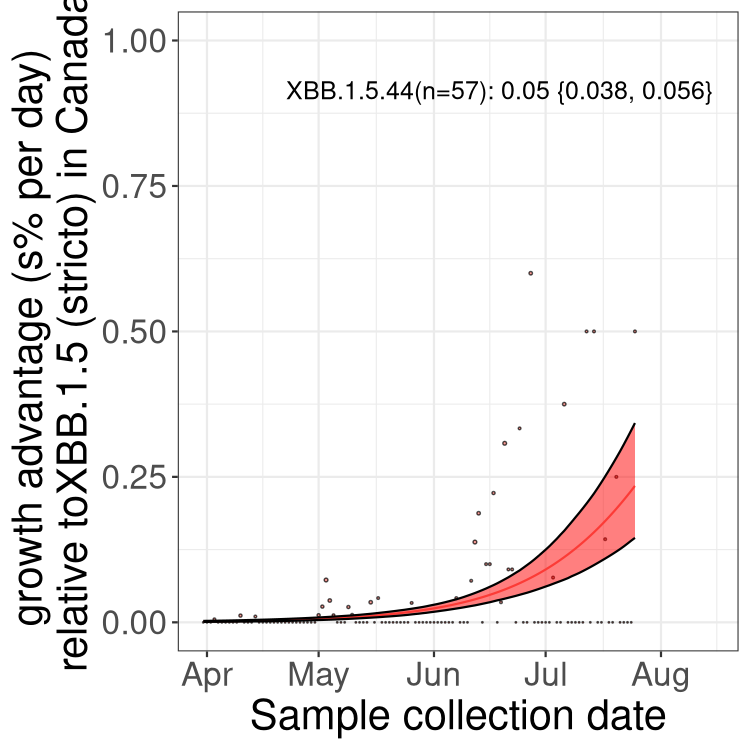 growth advantage (s% per day)
relative toXBB.1.5 (stricto) in Canada
1.00
0.75
0.50
0.25
0.00
XBB.1.5.44(n=57): 0.05 {0.038, 0.056}
Apr May Jun Jul Aug
Sample collection date